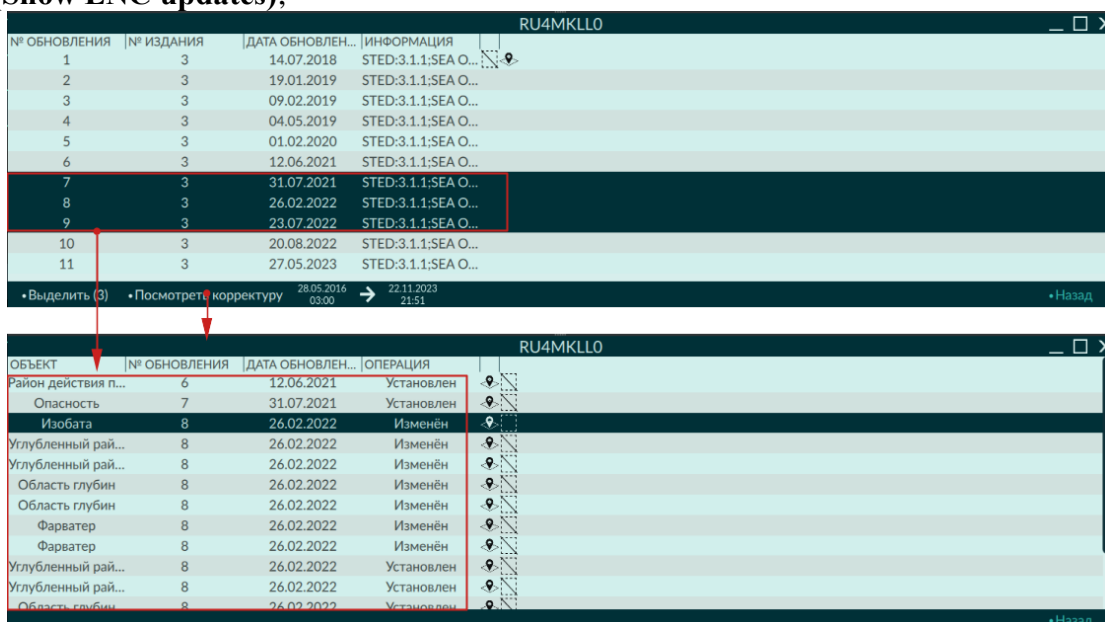 (Show ENC updates);
RU4MKLL0
№ ОБНОВЛЕНИЯ № ИЗДАНИЯ ДАТА ОБНОВЛЕН... ИНФОРМАЦИЯ
1 3 14.07.2018 STED:3.1.1;SEA O...
2 3 19.01.2019 STED:3.1.1;SEA O...
3 3 09.02.2019 STED:3.1.1;SEA O...
4 3 04.05.2019 STED:3.1.1;SEA O...
5 3 01.02.2020 STED:3.1.1;SEA O...
6 3 12.06.2021 STED:3.1.1;SEA O...
7 3 31.07.2021 STED:3.1.1;SEA O...
8 3 26.02.2022 STED:3.1.1;SEA O...
9 3 23.07.2022 STED:3.1.1;SEA O...
10 3 20.08.2022 STED:3.1.1;SEA O...
11 3 27.05.2023 STED:3.1.1;SEA O...
•Выделить (3) •Посмотреть корректуру 28.05.2016 03:00 → 22.11.2023 21:51 •Назад
RU4MKLL0
ОБЪЕКТ № ОБНОВЛЕНИЯ ДАТА ОБНОВЛЕН... ОПЕРАЦИЯ
Район действия п... 6 12.06.2021 Установлен
Опасность 7 31.07.2021 Установлен
Изобата 8 26.02.2022 Изменён
Углубленный рай... 8 26.02.2022 Изменён
Углубленный рай... 8 26.02.2022 Изменён
Область глубин 8 26.02.2022 Изменён
Область глубин 8 26.02.2022 Изменён
Фарватер 8 26.02.2022 Изменён
Фарватер 8 26.02.2022 Изменён
Углубленный рай... 8 26.02.2022 Установлен
Углубленный рай... 8 26.02.2022 Установлен
Область глубин 8 26.02.2022 Установлен
•Назад